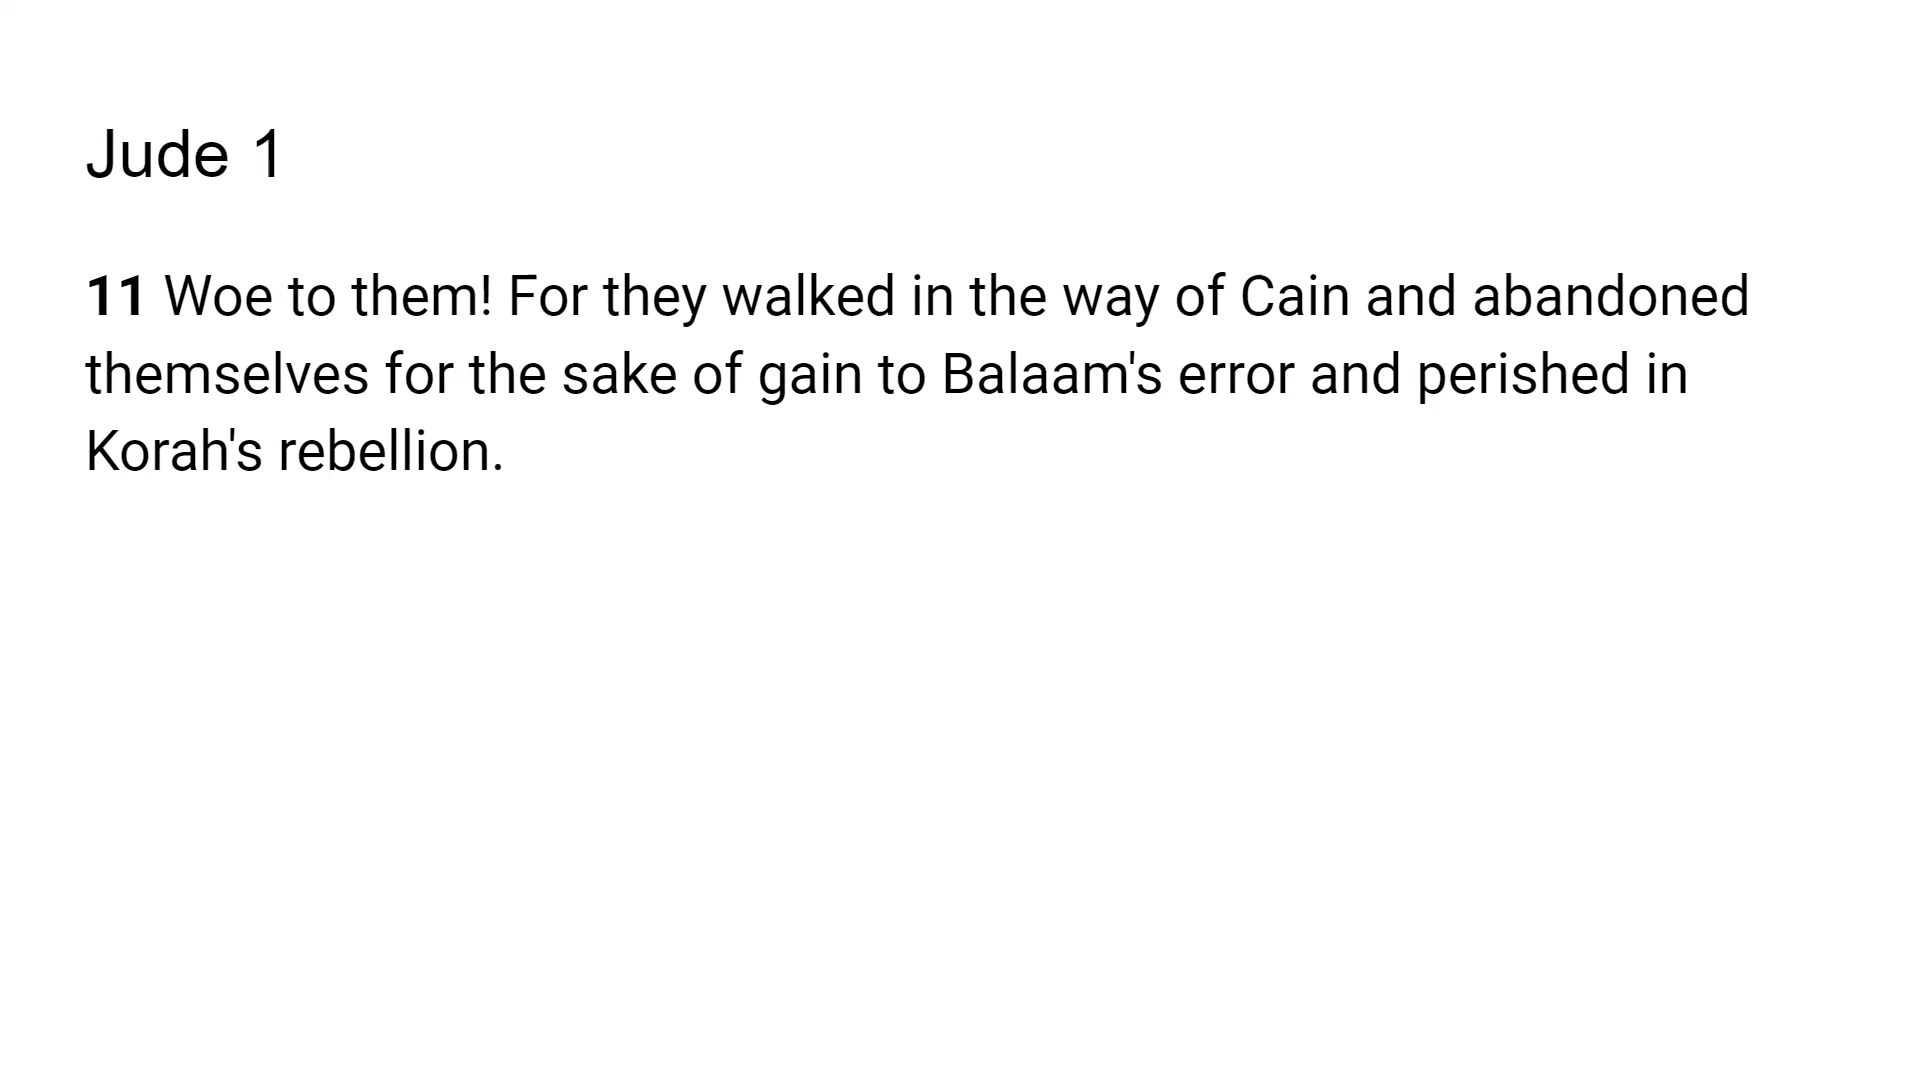 Jude 1
11 Woe to them! For they walked in the way of Cain and abandoned
themselves for the sake of gain to Balaam's error and perished in
Korah's rebellion.